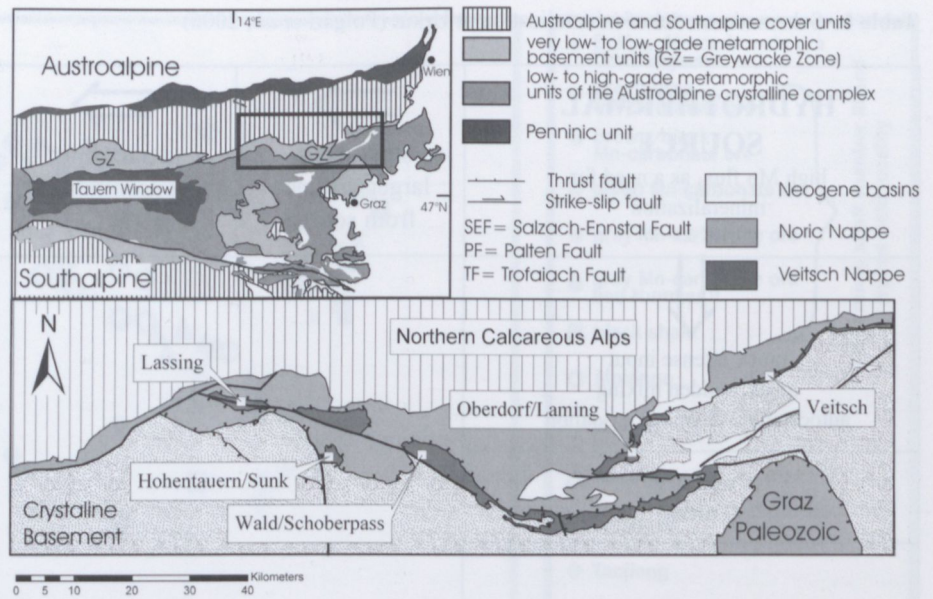 14°E
Austroalpine
Wien
GZ
GZ
Tauern Window
Graz
47°N
Southalpine
Austroalpine and Southalpine cover units
very low- to low-grade metamorphic
basement units (GZ= Greywacke Zone)
low- to high-grade metamorphic
units of the Austroalpine crystalline complex
Penninic unit
Thrust fault
Strike-slip fault
SEF= Salzach-Ennstal Fault
PF= Palten Fault
TF= Trofaiach Fault
Neogene basins
Noric Nappe
Veitsch Nappe
N
Northern Calcareous Alps
Lassing
Oberdorf/Laming
Veitsch
Hohentauern/Sunk
Wald/Schoberpass
Crystalline
Basement
Graz
Paleozoic
Kilometers
0 5 10 20 30 40